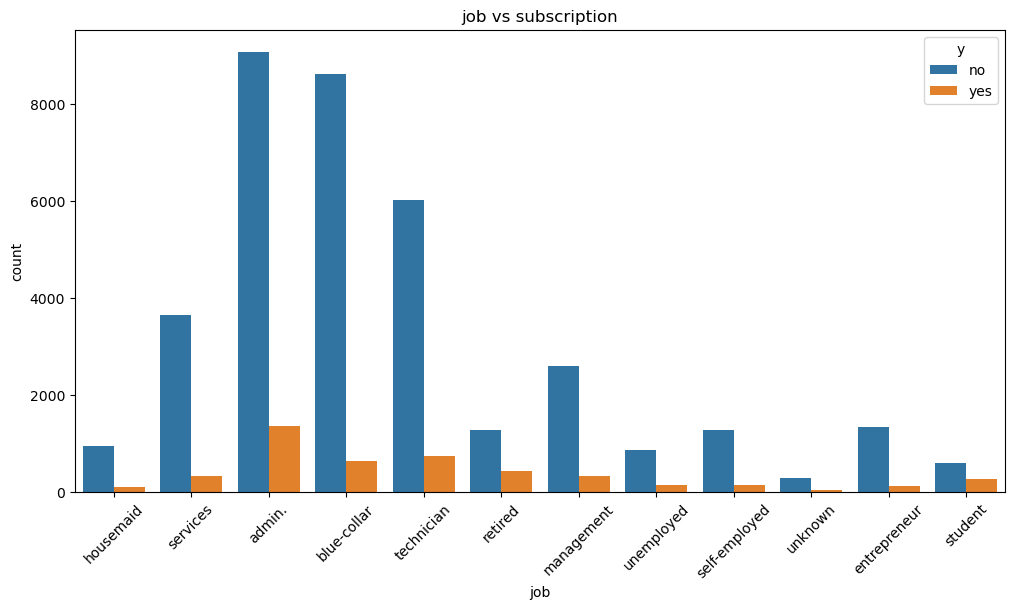 job vs subscription
y
no
yes
count
8000
6000
4000
2000
0
housemaid
services
admin.
blue-collar
technician
retired
management
unemployed
self-employed
unknown
entrepreneur
student
job